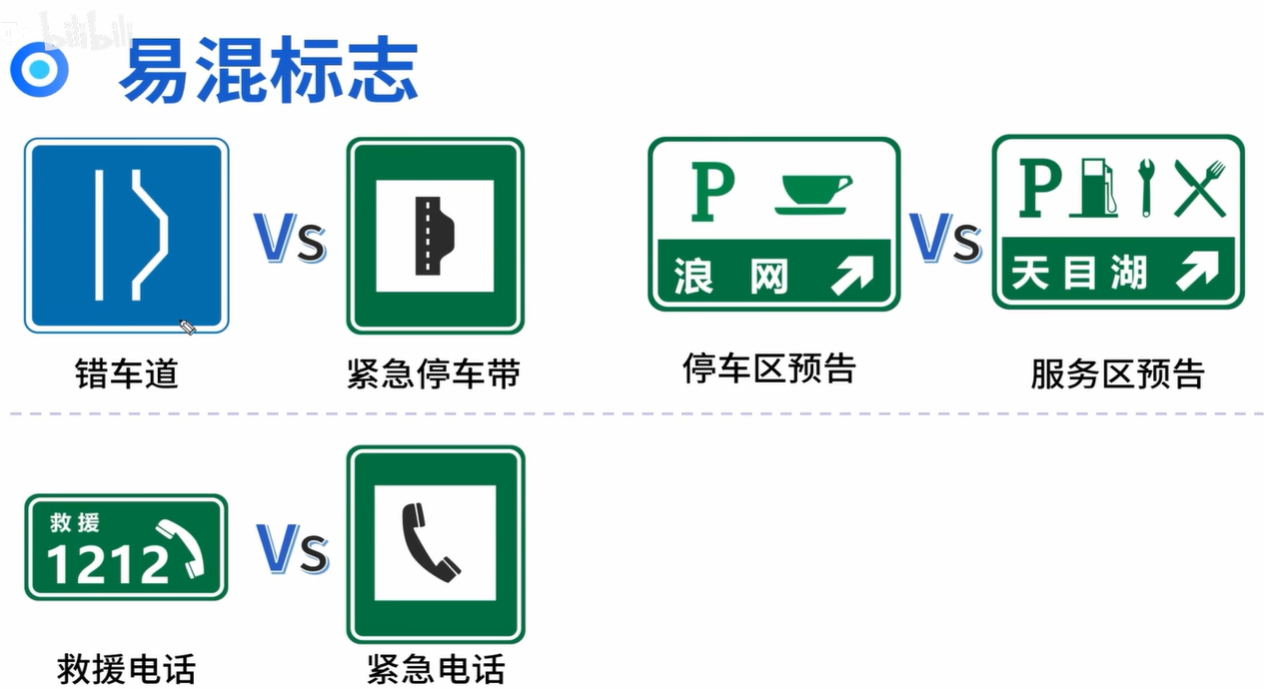 bilibili
易混标志
Vs
P
浪 网
Vs
P
天目湖
错车道
紧急停车带
停车区预告
服务区预告
救援
1212
Vs
救援电话
紧急电话